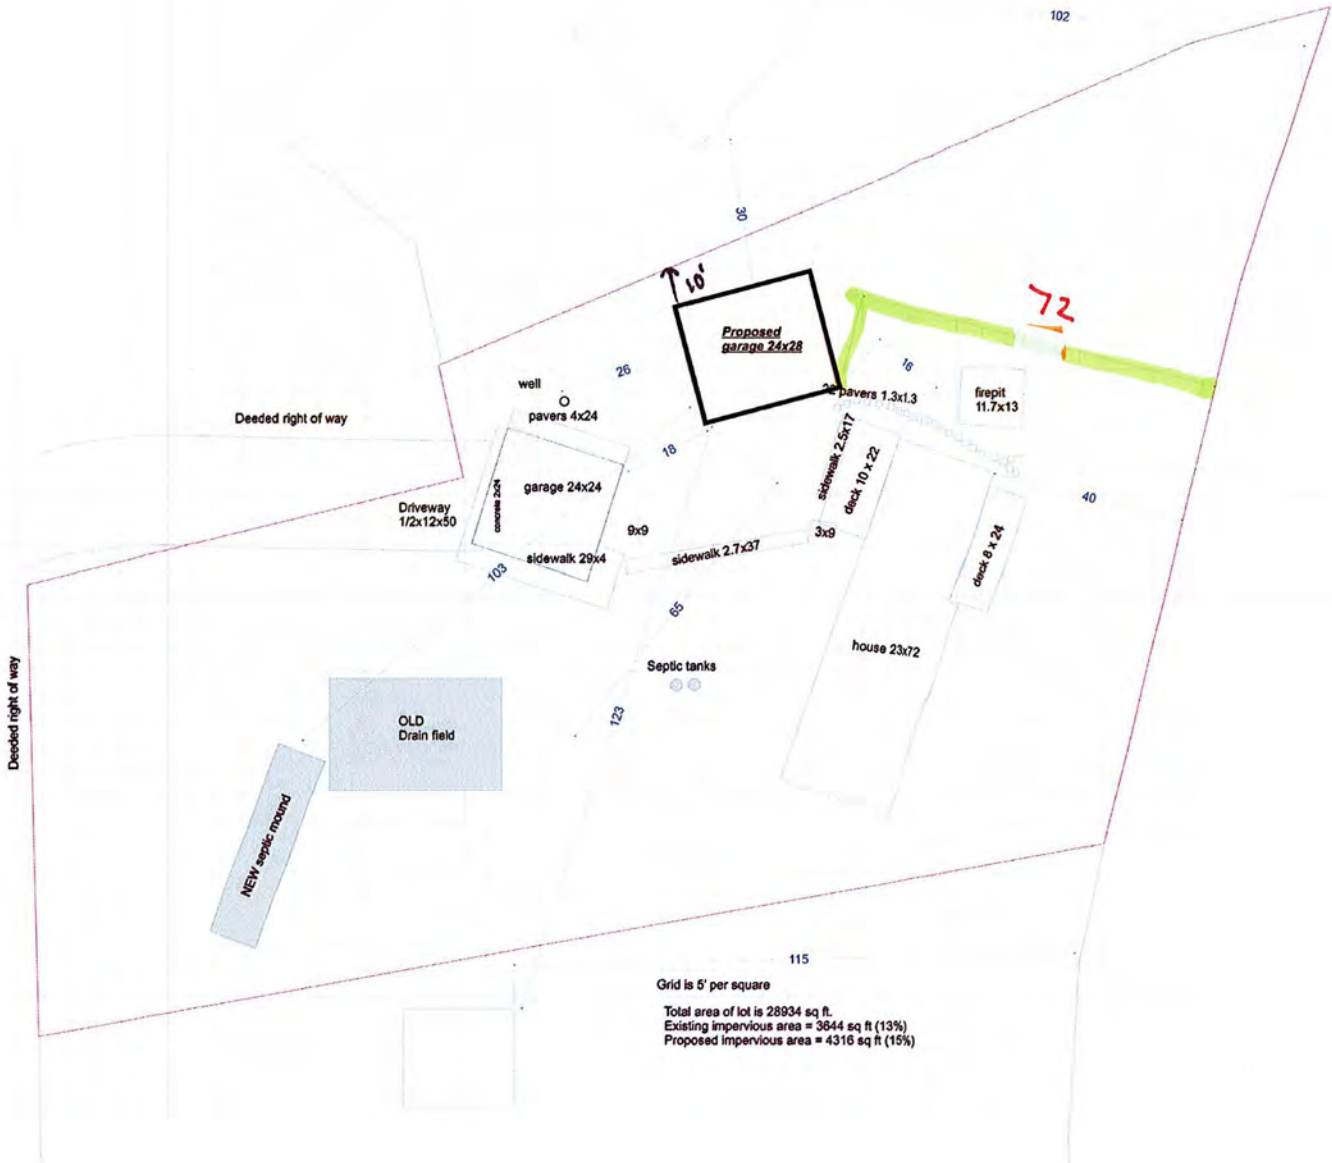 102
30
10'
72
Proposed
garage 24x28
16
26
well
pavers 1.3x1.3
firepit
11.7x13
pavers 4x24
Deeded right of way
sidewalk 2.5x17
deck 10 x 22
18
garage 24x24
concrete 2x24
40
Driveway
1/2x12x50
9x9
3x9
sidewalk 2.7x37
sidewalk 29x4
deck 8 x 24
103
65
house 23x72
Septic tanks
Deeded right of way
OLD
Drain field
123
NEW septic mound
115
Grid is 5' per square
Total area of lot is 28934 sq ft.
Existing impervious area = 3644 sq ft (13%)
Proposed impervious area = 4316 sq ft (15%)